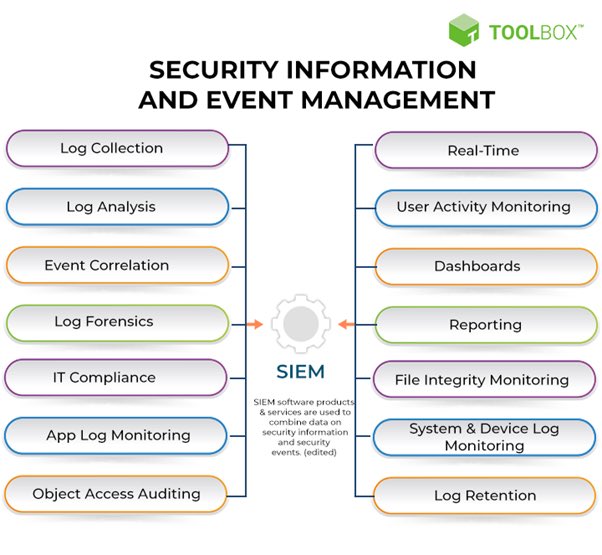 TOOLBOX™
SECURITY INFORMATION
AND EVENT MANAGEMENT
Log Collection
Log Analysis
Event Correlation
Log Forensics
IT Compliance
App Log Monitoring
Object Access Auditing
SIEM
SIEM software products
& services are used to
combine data on
security information
and security
events. (edited)
Real-Time
User Activity Monitoring
Dashboards
Reporting
File Integrity Monitoring
System & Device Log
Monitoring
Log Retention